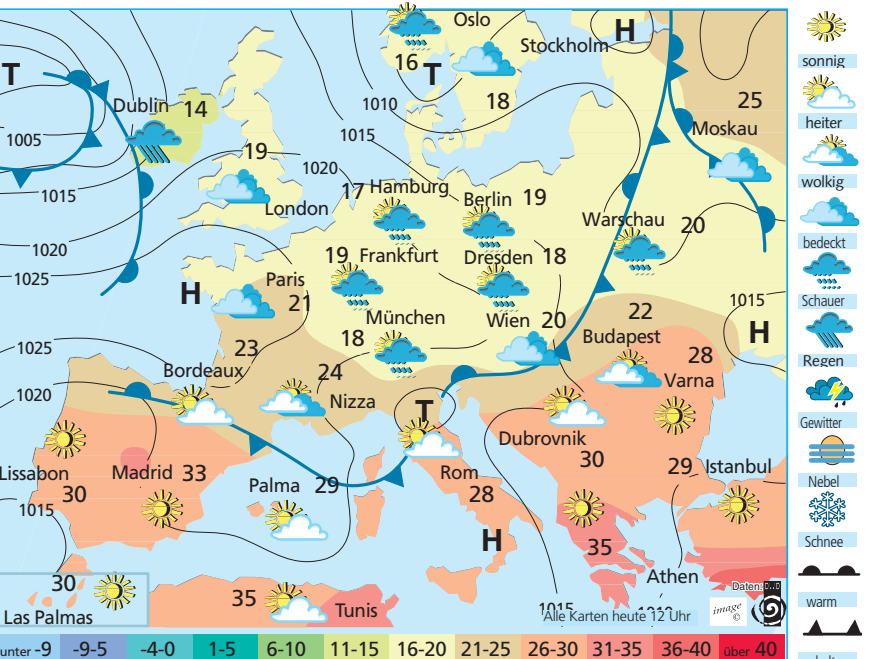 Oslo
H
Stockholm
16
T
T
18
25
1010
Moskau
Dublin
14
1005
1015
19
1020
1015
17 Hamburg
Berlin 19
London
Warschau
20
1020
19 Frankfurt
Dresden 18
1025
Paris
H
21
1015
22
H
München
Wien 20
Budapest
18
1025
23
28
Bordeaux
24
Varna
1020
Nizza
T
Dubrovnik
Lissabon
Madrid 33
30
Rom
30
29 Istanbul
Palma 29
28
1015
H
35
30
Athen
35
Tunis
Las Palmas
1015
Alle Karten heute 12 Uhr
Daten:
image
©
unter -9
-9-5
-4-0
1-5
6-10
11-15
16-20
21-25
26-30
31-35
36-40
über 40
sonnig
heiter
wolkig
bedeckt
Schauer
Regen
Gewitter
Nebel
Schnee
warm